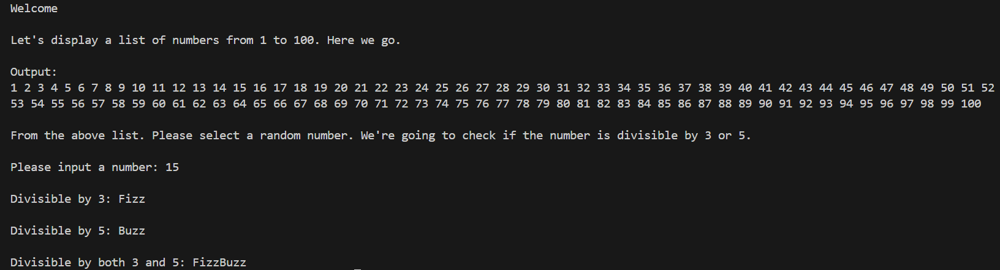 Welcome
Let's display a list of numbers from 1 to 100. Here we go.
Output:
1 2 3 4 5 6 7 8 9 10 11 12 13 14 15 16 17 18 19 20 21 22 23 24 25 26 27 28 29 30 31 32 33 34 35 36 37 38 39 40 41 42 43 44 45 46 47 48 49 50 51 52
53 54 55 56 57 58 59 60 61 62 63 64 65 66 67 68 69 70 71 72 73 74 75 76 77 78 79 80 81 82 83 84 85 86 87 88 89 90 91 92 93 94 95 96 97 98 99 100
From the above list. Please select a random number. We're going to check if the number is divisible by 3 or 5.
Please input a number: 15
Divisible by 3: Fizz
Divisible by 5: Buzz
Divisible by both 3 and 5: FizzBuzz